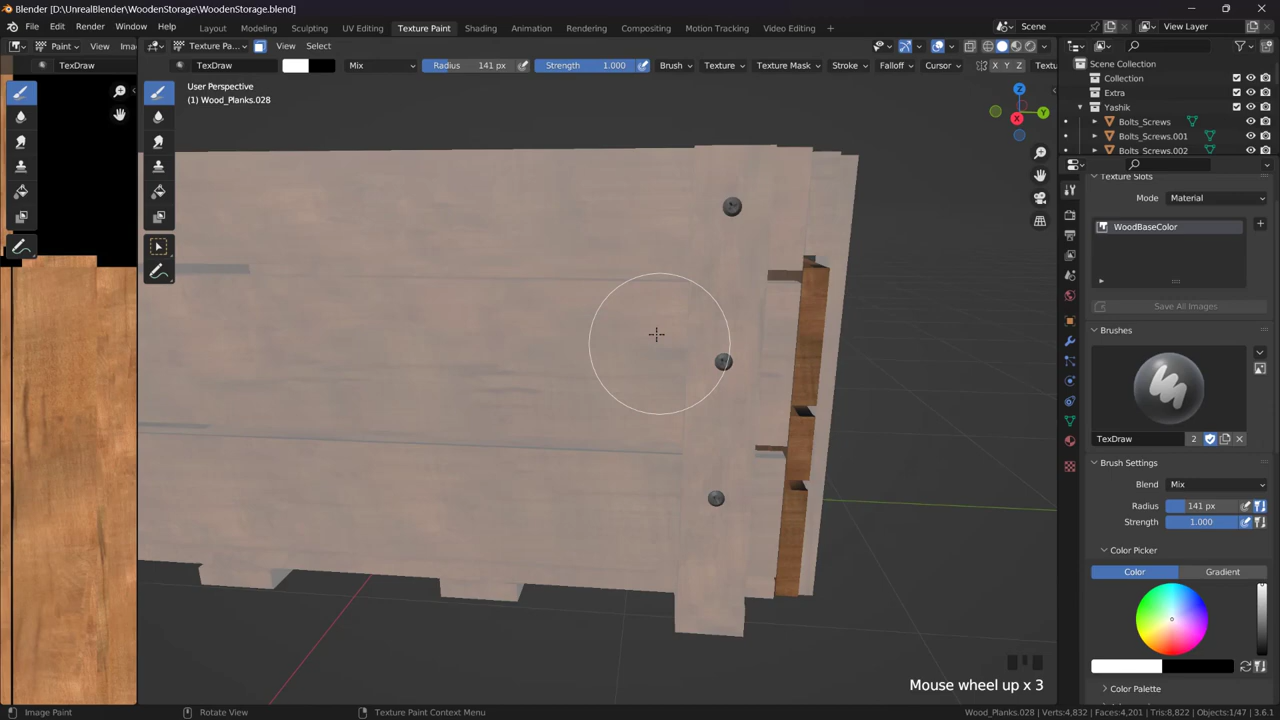 Blender [D:\UnrealBlender\WoodenStorage\WoodenStorage.blend]
File Edit Render Window Help Layout Modeling Sculpting UV Editing Texture Paint Shading Animation Rendering Compositing Motion Tracking Video Editing + Scene View Layer
Paint View Ima Texture Pa... View Select
TexDraw TexDraw Mix Radius 141 px Strength 1.000 Brush Texture Texture Mask Stroke Falloff Cursor X Y Z Textu
User Perspective
(1) Wood_Planks.028
Z
Y
X
Scene Collection
Collection
Extra
Yashik
Bolts_Screws
Bolts_Screws.001
Bolts_Screws.002
Texture Slots
Mode Material
WoodBaseColor
Save All Images
Brushes
TexDraw 2
Brush Settings
Blend Mix
Radius 141 px
Strength 1.000
Color Picker
Color Gradient
Color Palette
Mouse wheel up x 3
Image Paint Rotate View Texture Paint Context Menu Wood_Planks.028 | Verts:4,832 | Faces:4,201 | Tris:8,822 | Objects:1/47 | 3.6.1